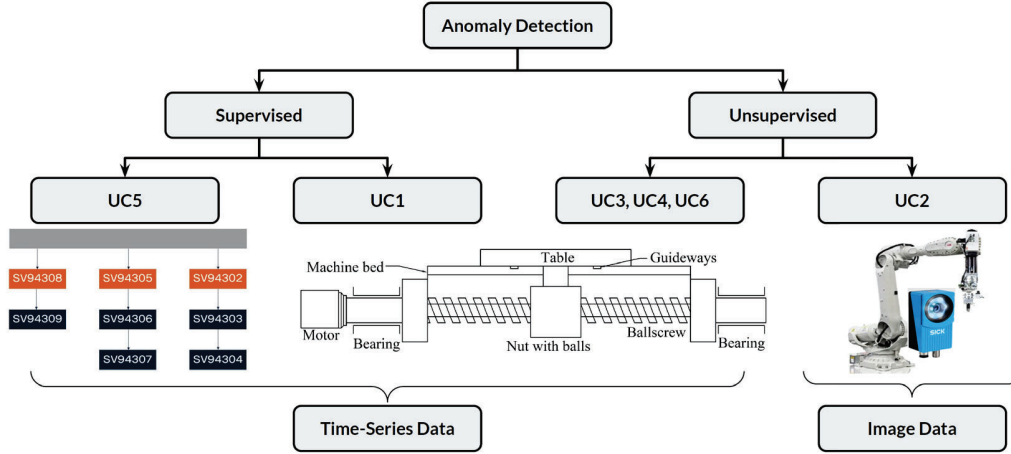 Anomaly Detection
Supervised
Unsupervised
UC5
UC1
UC3, UC4, UC6
UC2
SV94308
SV94305
SV94302
SV94309
SV94306
SV94303
SV94307
SV94304
Machine bed
Table
Guideways
Motor
Bearing
Nut with balls
Ballscrew
Bearing
SICK
Time-Series Data
Image Data